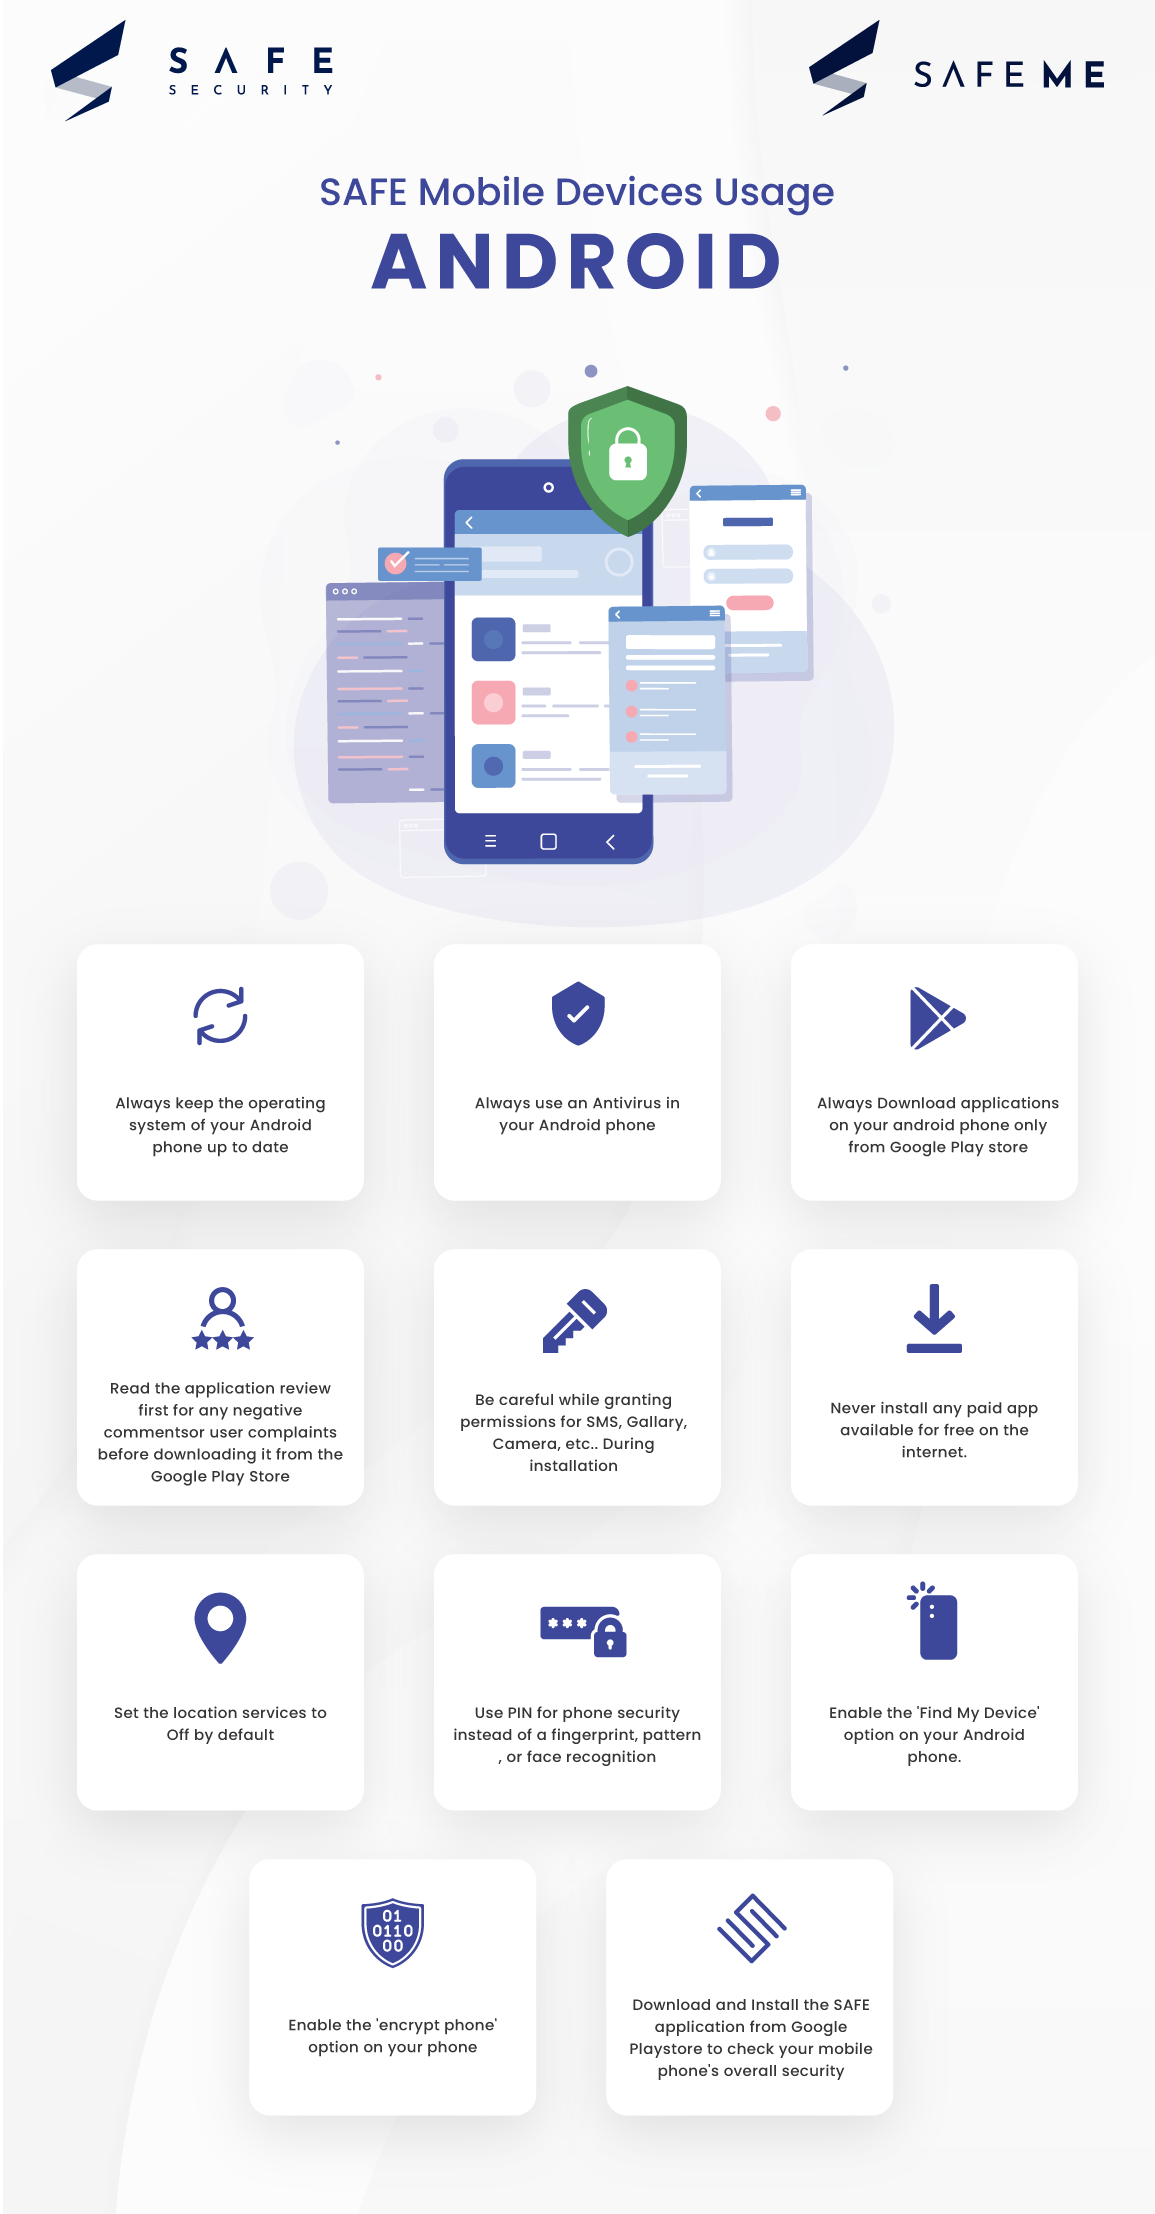 SAFE
SECURITY
SAFE ME
SAFE Mobile Devices Usage
ANDROID
Always keep the operating
system of your Android
phone up to date
Always use an Antivirus in
your Android phone
Always Download applications
on your android phone only
from Google Play store
Read the application review
first for any negative
commentsor user complaints
before downloading it from the
Google Play Store
Be careful while granting
permissions for SMS, Gallary,
Camera, etc.. During
installation
Never install any paid app
available for free on the
internet.
Set the location services to
Off by default
Use PIN for phone security
instead of a fingerprint, pattern
, or face recognition
Enable the 'Find My Device'
option on your Android
phone.
01
0110
00
Enable the 'encrypt phone'
option on your phone
Download and Install the SAFE
application from Google
Playstore to check your mobile
phone's overall security